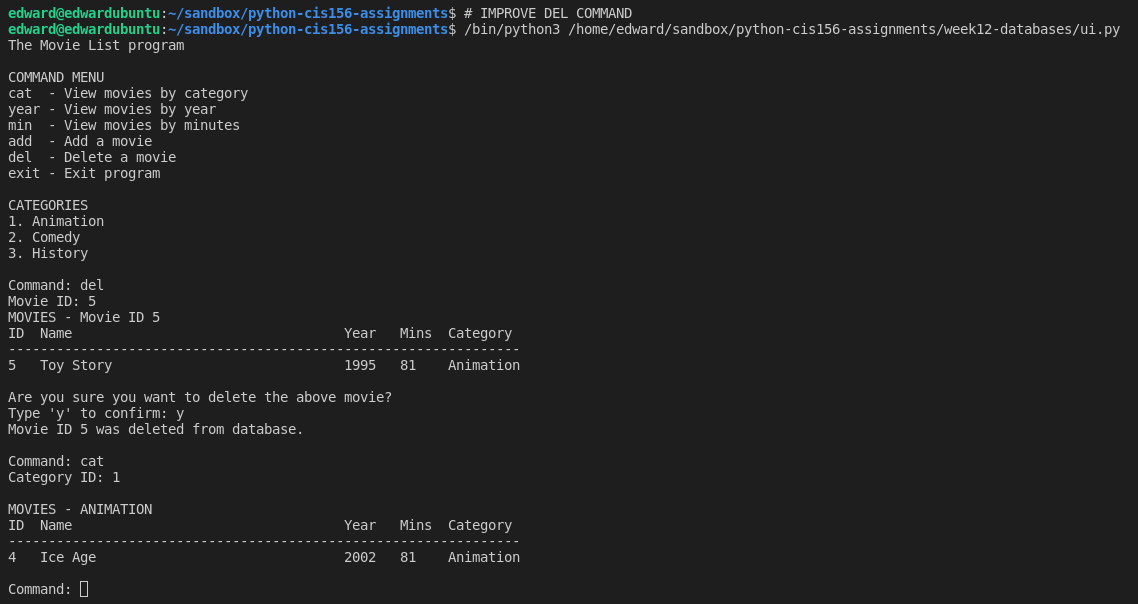 edward@edwardubuntu:~/sandbox/python-cis156-assignments$ # IMPROVE DEL COMMAND
edward@edwardubuntu:~/sandbox/python-cis156-assignments$ /bin/python3 /home/edward/sandbox/python-cis156-assignments/week12-databases/ui.py
The Movie List program

COMMAND MENU
cat  - View movies by category
year - View movies by year
min  - View movies by minutes
add  - Add a movie
del  - Delete a movie
exit - Exit program

CATEGORIES
1. Animation
2. Comedy
3. History

Command: del
Movie ID: 5
MOVIES - Movie ID 5
ID  Name                                  Year   Mins  Category
----------------------------------------------------------------
5   Toy Story                             1995   81    Animation

Are you sure you want to delete the above movie?
Type 'y' to confirm: y
Movie ID 5 was deleted from database.

Command: cat
Category ID: 1

MOVIES - ANIMATION
ID  Name                                  Year   Mins  Category
----------------------------------------------------------------
4   Ice Age                               2002   81    Animation

Command: